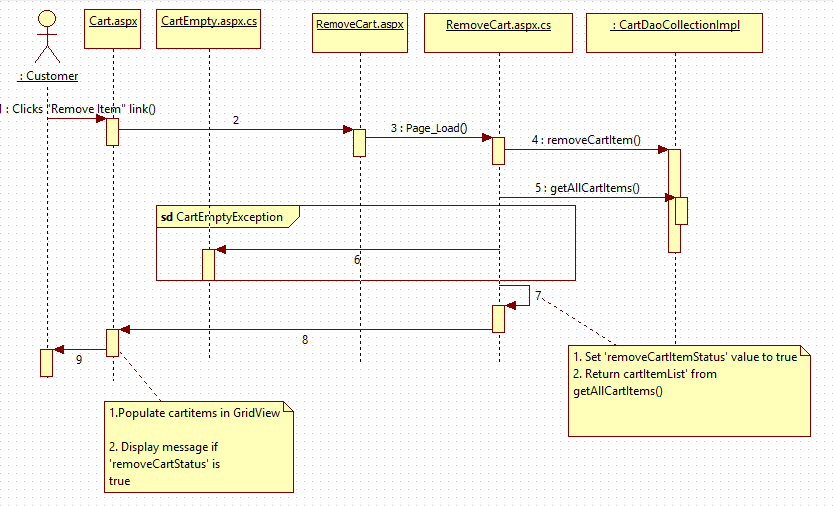 Cart.aspx
CartEmpty.aspx.cs
RemoveCart.aspx
RemoveCart.aspx.cs
: CartDaoCollectionImpl
: Customer
1 : Clicks "Remove Item" link()
2
3 : Page_Load()
4 : removeCartItem()
5 : getAllCartItems()
sd CartEmptyException
6
7
8
9
1. Set 'removeCartItemStatus' value to true
2. Return cartItemList' from
getAllCartItems()
1.Populate cartitems in GridView
2. Display message if
'removeCartStatus' is
true